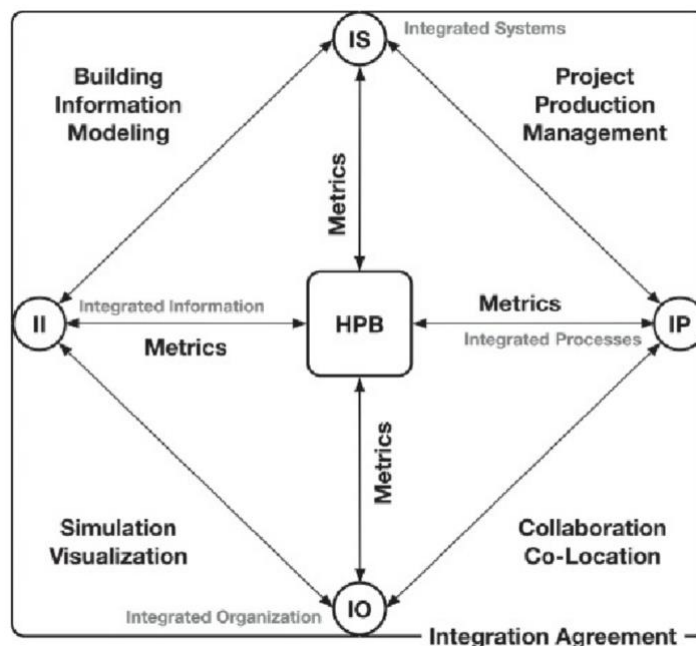 IS
Integrated Systems
Building
Information
Modeling
Project
Production
Management
Metrics
II
Integrated Information
Metrics
HPB
Metrics
Integrated Processes
IP
Metrics
Simulation
Visualization
Collaboration
Co-Location
Integrated Organization
IO
Integration Agreement